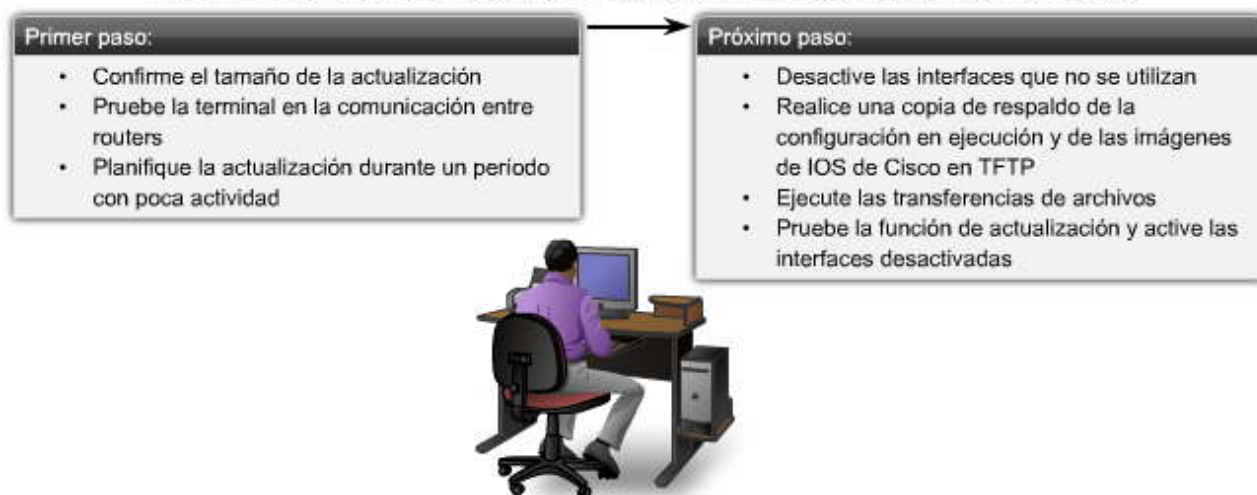 Primer paso:
• Confirme el tamaño de la actualización
• Pruebe la terminal en la comunicación entre
routers
• Planifique la actualización durante un período
con poca actividad
Próximo paso:
• Desactive las interfaces que no se utilizan
• Realice una copia de respaldo de la
configuración en ejecución y de las imágenes
de IOS de Cisco en TFTP
• Ejecute las transferencias de archivos
• Pruebe la función de actualización y active las
interfaces desactivadas